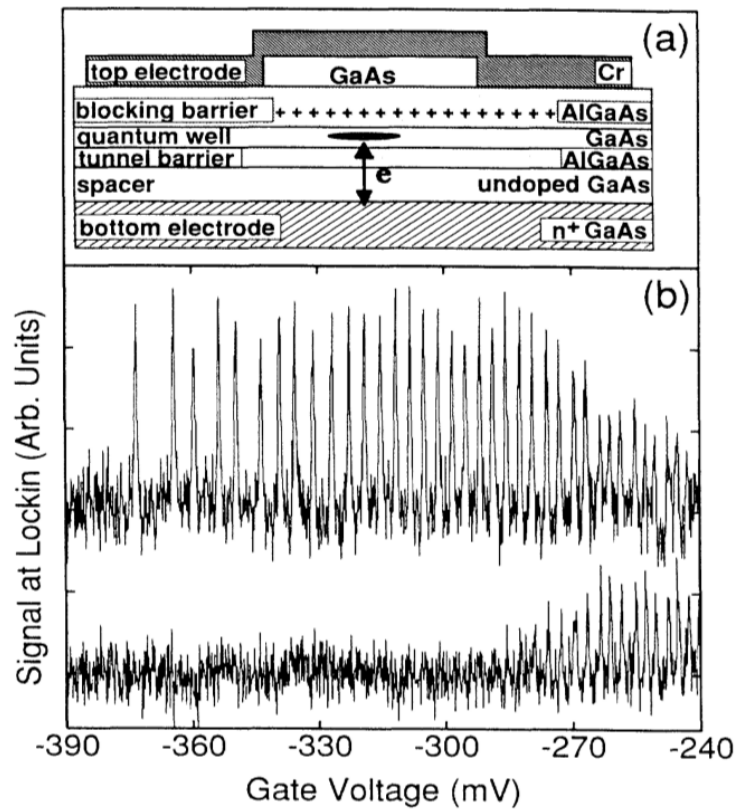 (a)
top electrode GaAs Cr
blocking barrier + + + + + + + + + + + + + + + + + AlGaAs
quantum well GaAs
tunnel barrier AlGaAs
spacer e undoped GaAs
bottom electrode n+ GaAs
(b)
Signal at Lockin (Arb. Units)
-390 -360 -330 -300 -270 -240
Gate Voltage (mV)